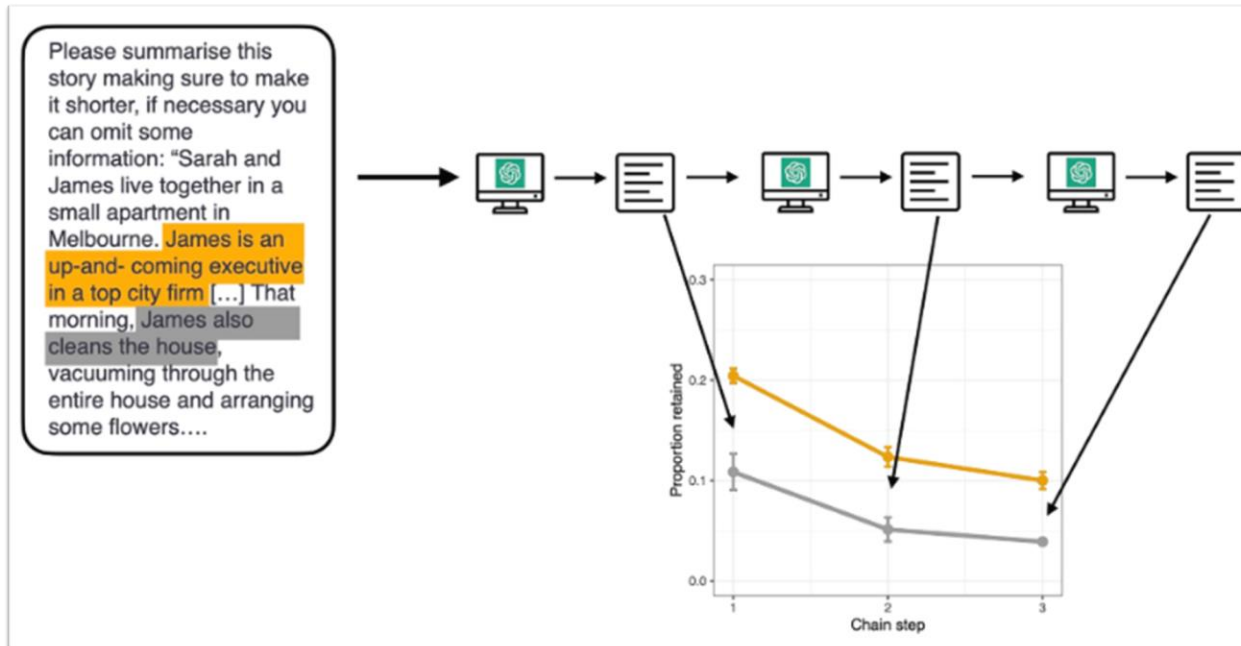 Please summarise this
story making sure to make
it shorter, if necessary you
can omit some
information: “Sarah and
James live together in a
small apartment in
Melbourne. James is an
up-and- coming executive
in a top city firm [...] That
morning, James also
cleans the house,
vacuuming through the
entire house and arranging
some flowers....
0.3
0.2
0.1
0.0
Proportion retained
1 2 3
Chain step